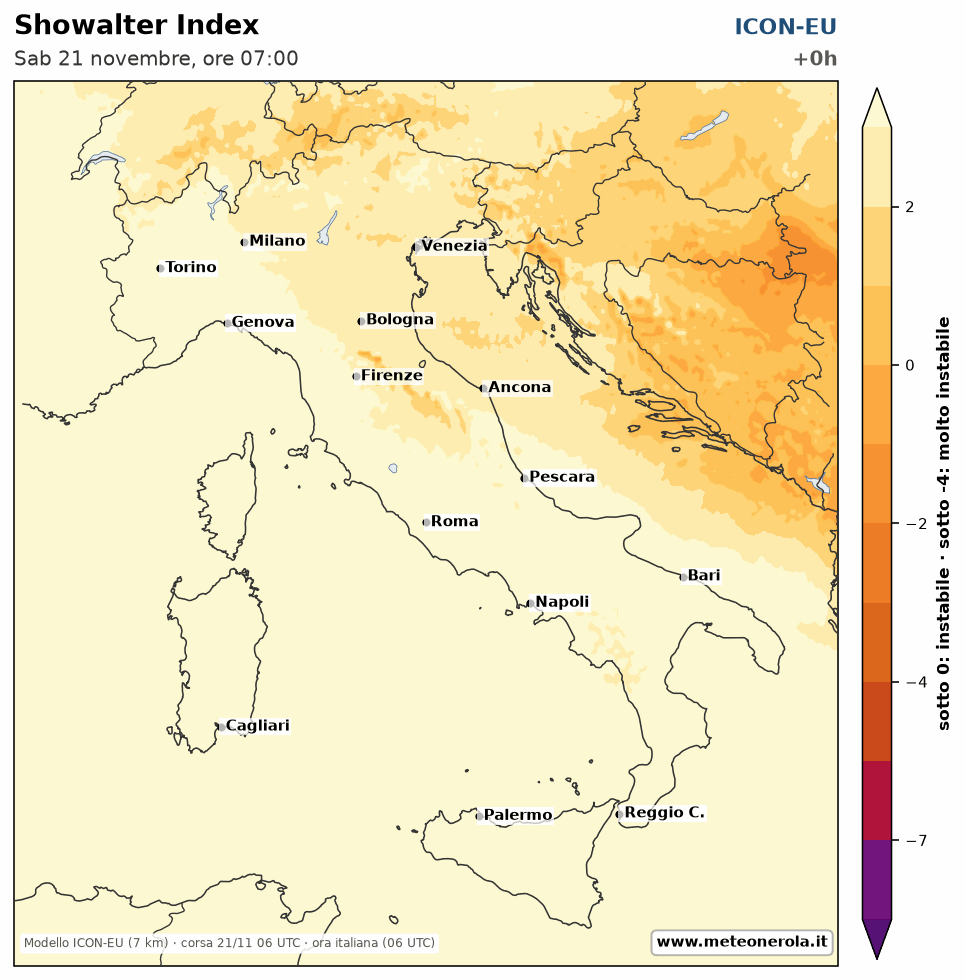 Showalter Index
ICON-EU
Sab 21 novembre, ore 07:00
+0h
Milano
Venezia
Torino
Genova
Bologna
Firenze
Ancona
Pescara
Roma
Bari
Napoli
Cagliari
Palermo
Reggio C.
2
0
−2
−4
−7
sotto 0: instabile · sotto -4: molto instabile
Modello ICON-EU (7 km) · corsa 21/11 06 UTC · ora italiana (06 UTC)
www.meteonerola.it